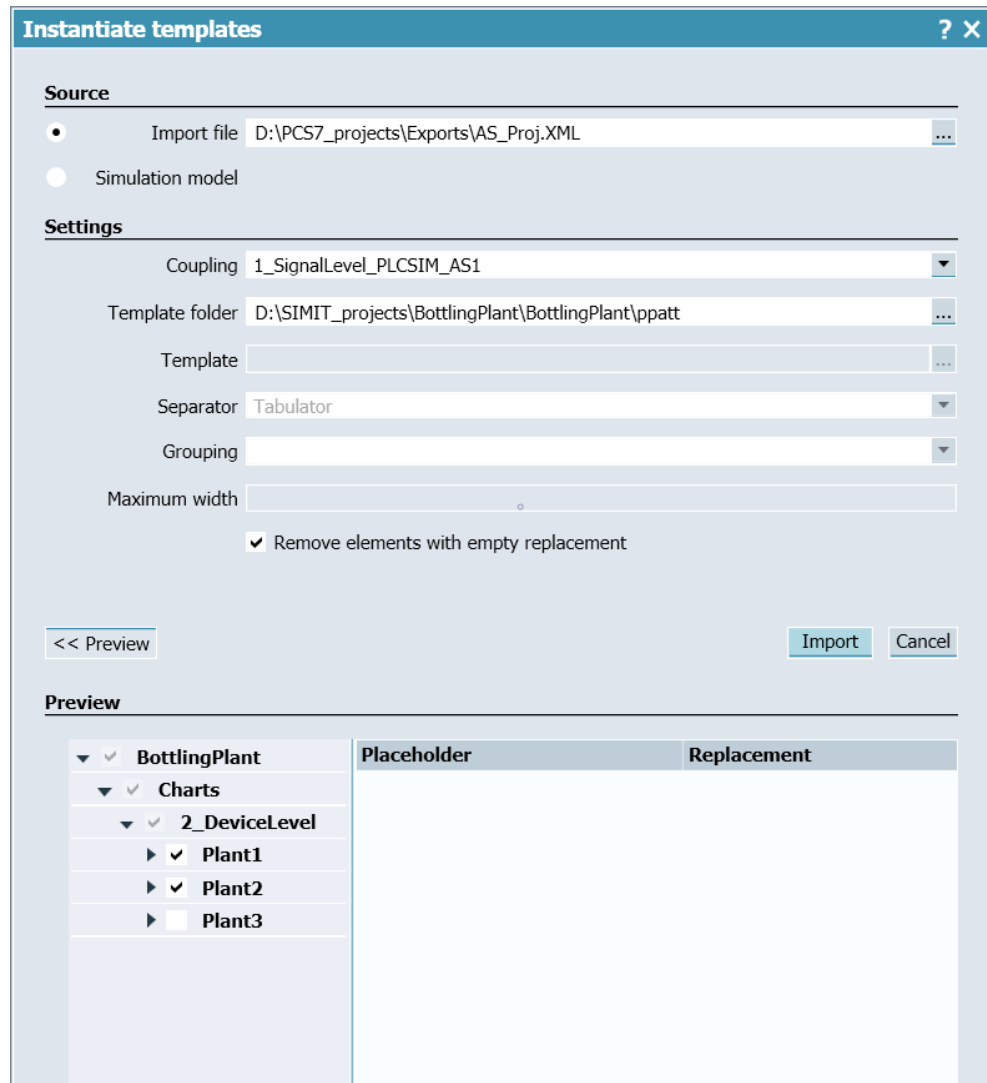 Instantiate templates ? ×
Source
Import file D:\PCS7_projects\Exports\AS_Proj.XML ...
Simulation model
Settings
Coupling 1_SignalLevel_PLCSIM_AS1
Template folder D:\SIMIT_projects\BottlingPlant\BottlingPlant\ppatt ...
Template ...
Separator Tabulator
Grouping
Maximum width
Remove elements with empty replacement
<< Preview Import Cancel
Preview
BottlingPlant Placeholder Replacement
Charts
2_DeviceLevel
Plant1
Plant2
Plant3